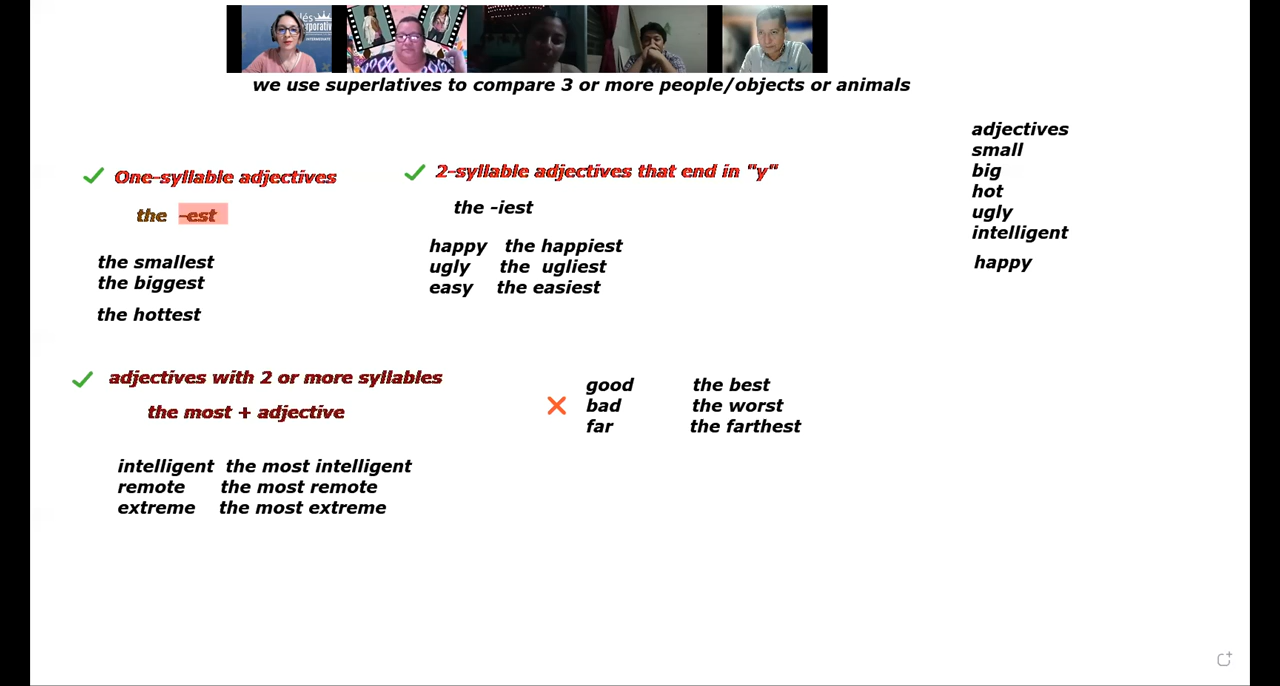 INTERMEDIATE
we use superlatives to compare 3 or more people/objects or animals
One-syllable adjectives
the -est
the smallest
the biggest
the hottest
2-syllable adjectives that end in "y"
the -iest
happy the happiest
ugly the ugliest
easy the easiest
adjectives
small
big
hot
ugly
intelligent
happy
adjectives with 2 or more syllables
the most + adjective
intelligent the most intelligent
remote the most remote
extreme the most extreme
good the best
bad the worst
far the farthest